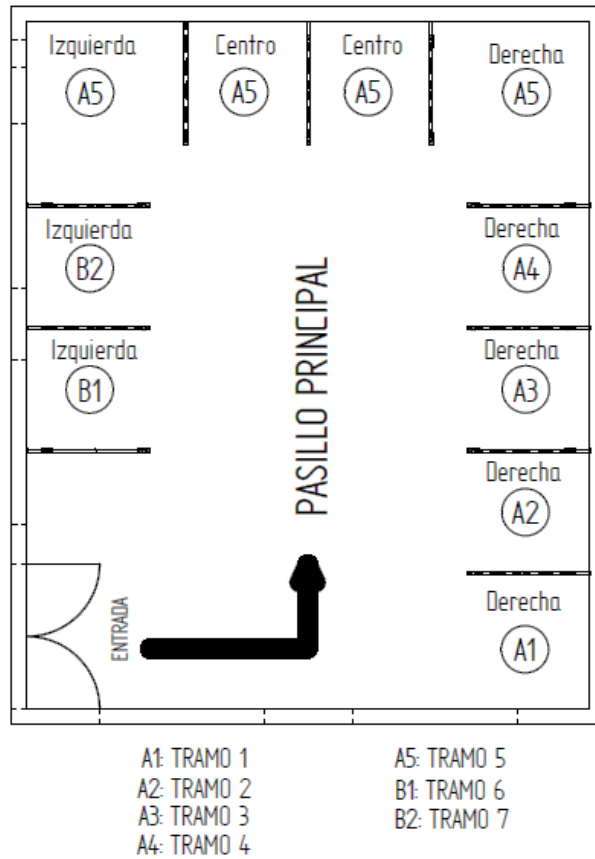 Izquierda Centro Centro Derecha
A5 A5 A5 A5
Izquierda Derecha
B2 A4
Izquierda Derecha
B1 A3
PASILLO PRINCIPAL
Derecha
A2
ENTRADA
Derecha
A1
A1: TRAMO 1
A2: TRAMO 2
A3: TRAMO 3
A4: TRAMO 4
A5: TRAMO 5
B1: TRAMO 6
B2: TRAMO 7